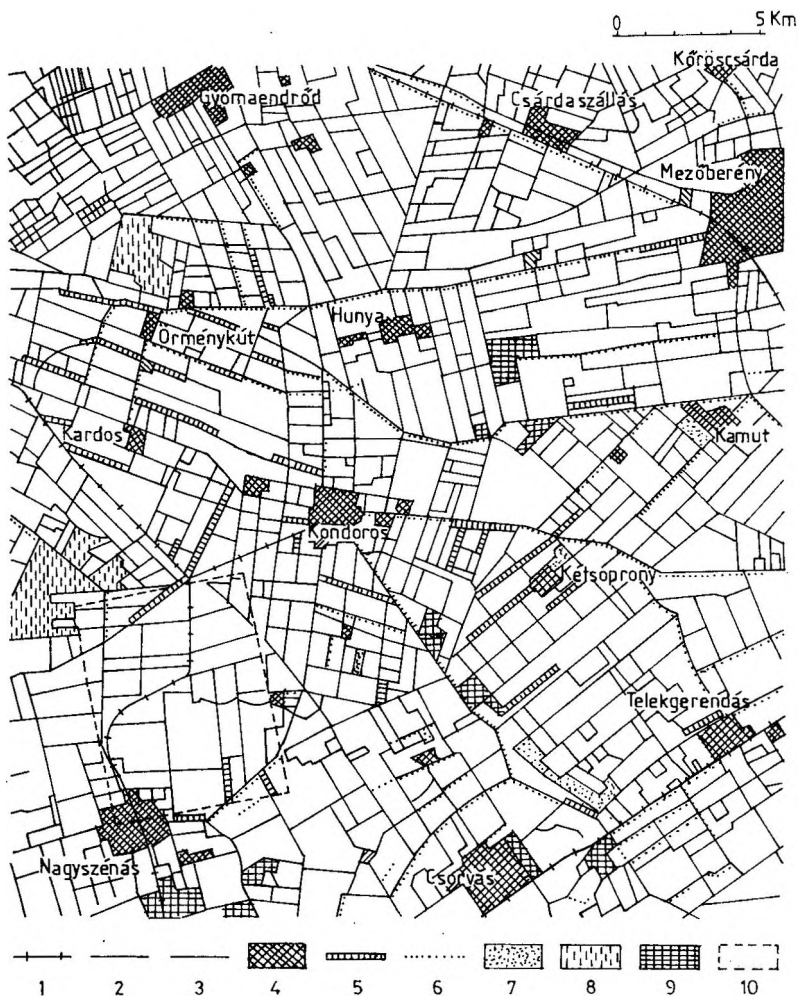 0 5 Km
Kőröscsárda
Gyomaendrőd
Csárdaszállás
Mezőberény
Hunya
Örménykút
Kardos
Kamut
Kondoros
Kétsoprony
Telekgerendás
Nagyszénás
Csorvás
1 2 3 4 5 6 7 8 9 10